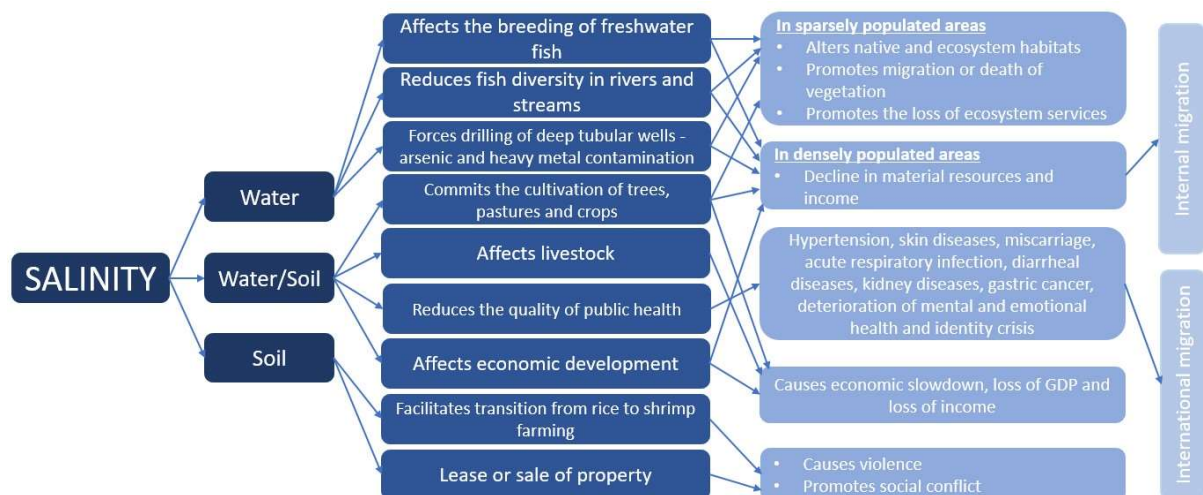 SALINITY
Water
Water/Soil
Soil
Affects the breeding of freshwater
fish
Reduces fish diversity in rivers and
streams
Forces drilling of deep tubular wells -
arsenic and heavy metal contamination
Commits the cultivation of trees,
pastures and crops
Affects livestock
Reduces the quality of public health
Affects economic development
Facilitates transition from rice to shrimp
farming
Lease or sale of property
In sparsely populated areas
• Alters native and ecosystem habitats
• Promotes migration or death of
vegetation
• Promotes the loss of ecosystem services
In densely populated areas
• Decline in material resources and
income
Hypertension, skin diseases, miscarriage,
acute respiratory infection, diarrheal
diseases, kidney diseases, gastric cancer,
deterioration of mental and emotional
health and identity crisis
Causes economic slowdown, loss of GDP and
loss of income
• Causes violence
• Promotes social conflict
Internal migration
International migration